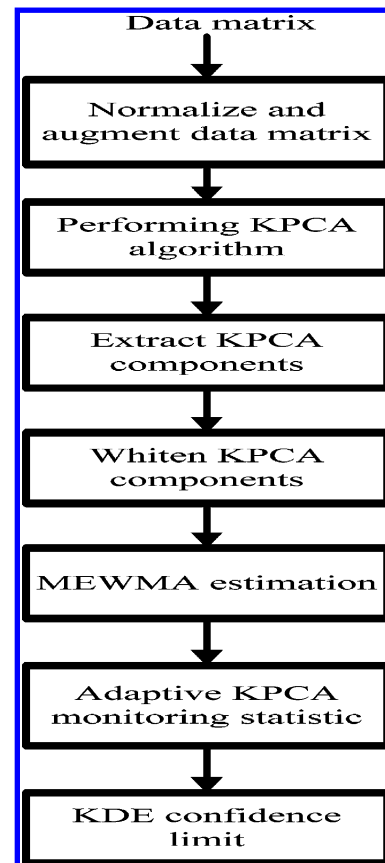 Data matrix
Normalize and
augment data matrix
Performing KPCA
algorithm
Extract KPCA
components
Whiten KPCA
components
MEWMA estimation
Adaptive KPCA
monitoring statistic
KDE confidence
limit